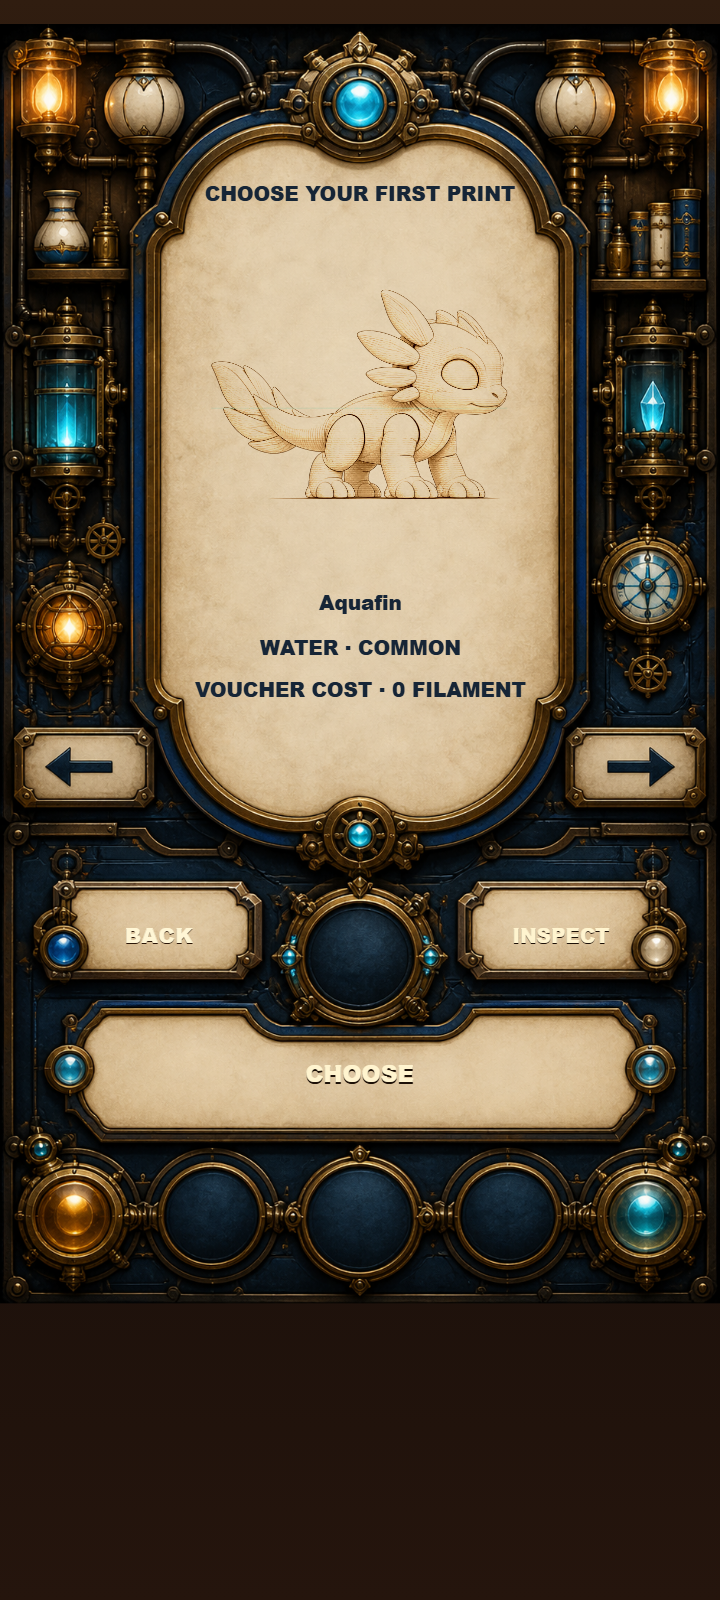 CHOOSE YOUR FIRST PRINT
Aquafin
WATER · COMMON
VOUCHER COST · 0 FILAMENT
BACK
INSPECT
CHOOSE